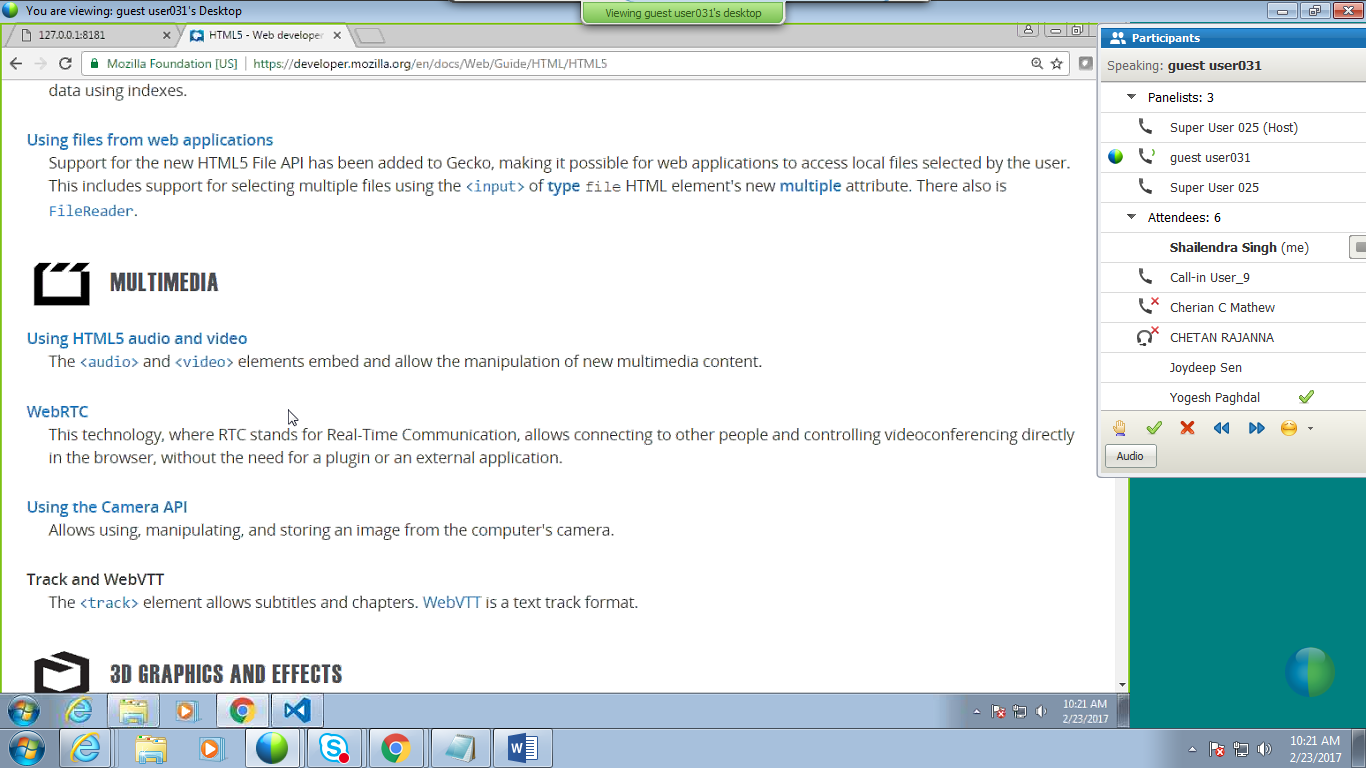 You are viewing: guest user031's Desktop
Viewing guest user031's desktop
127.0.0.1:8181
HTML5 - Web developer
Mozilla Foundation [US]
https://developer.mozilla.org/en/docs/Web/Guide/HTML/HTML5
data using indexes.
Using files from web applications
Support for the new HTML5 File API has been added to Gecko, making it possible for web applications to access local files selected by the user.
This includes support for selecting multiple files using the <input> of type file HTML element's new multiple attribute. There also is
FileReader.
MULTIMEDIA
Using HTML5 audio and video
The <audio> and <video> elements embed and allow the manipulation of new multimedia content.
WebRTC
This technology, where RTC stands for Real-Time Communication, allows connecting to other people and controlling videoconferencing directly
in the browser, without the need for a plugin or an external application.
Using the Camera API
Allows using, manipulating, and storing an image from the computer's camera.
Track and WebVTT
The <track> element allows subtitles and chapters. WebVTT is a text track format.
3D GRAPHICS AND EFFECTS
Participants
Speaking: guest user031
Panelists: 3
Super User 025 (Host)
guest user031
Super User 025
Attendees: 6
Shailendra Singh (me)
Call-in User_9
Cherian C Mathew
CHETAN RAJANNA
Joydeep Sen
Yogesh Paghdal
Audio
10:21 AM
2/23/2017
10:21 AM
2/23/2017